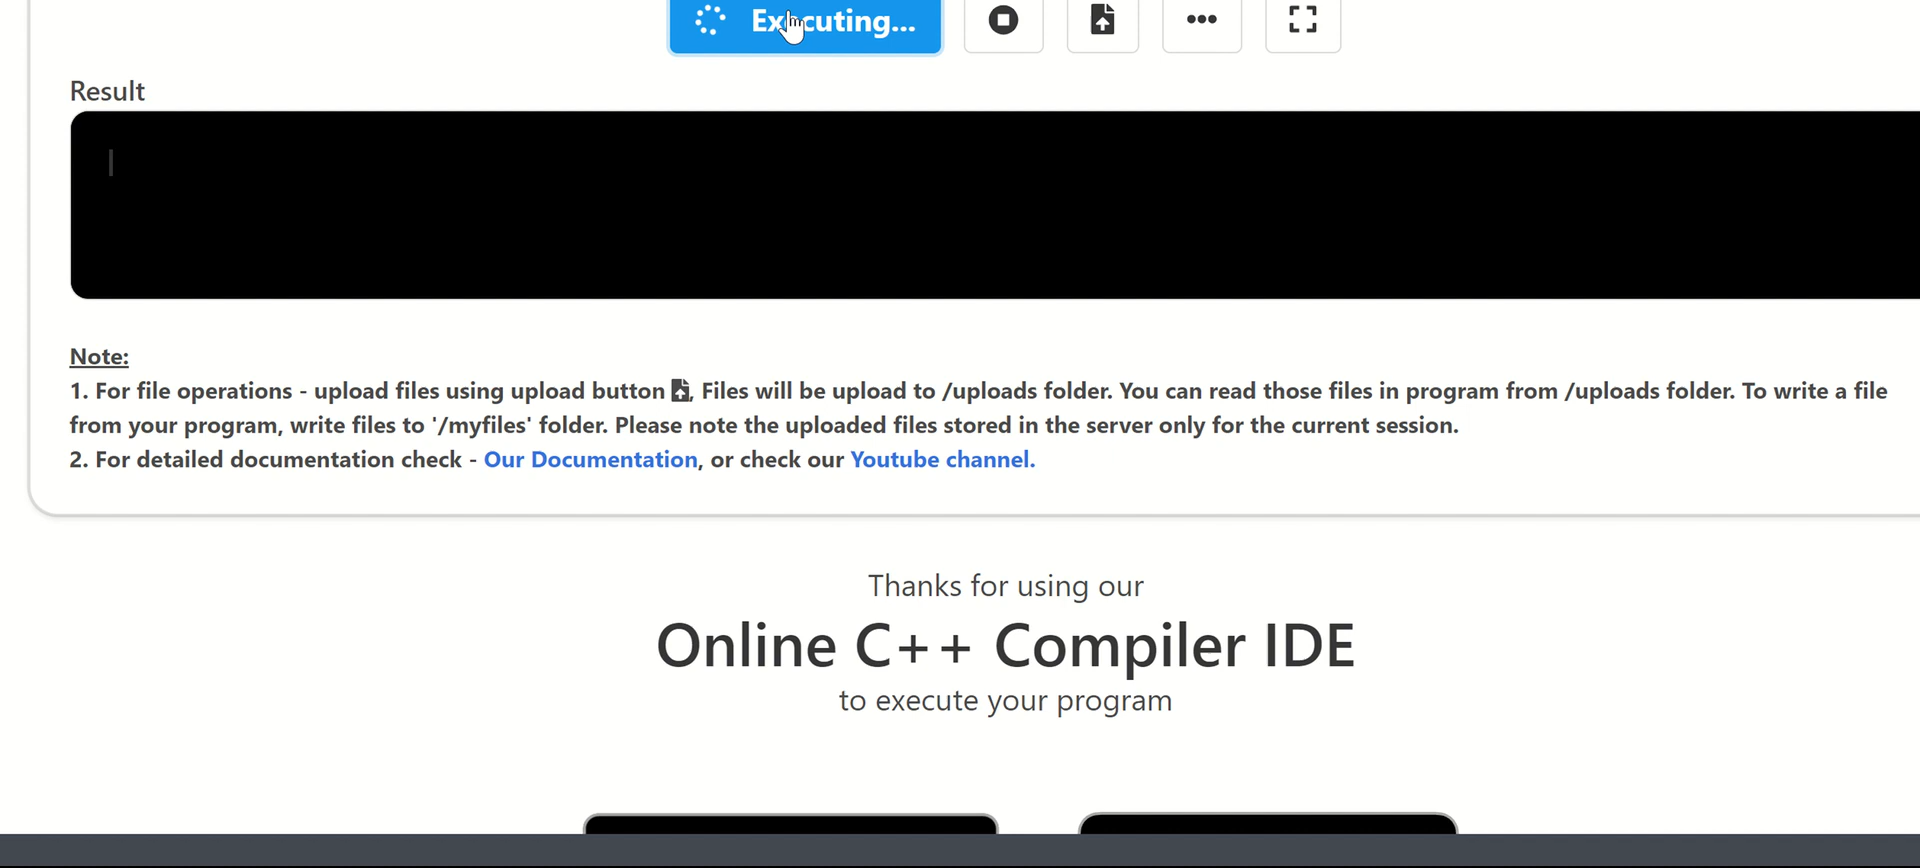 Executing...
Result
Note:
1. For file operations - upload files using upload button , Files will be upload to /uploads folder. You can read those files in program from /uploads folder. To write a file
from your program, write files to '/myfiles' folder. Please note the uploaded files stored in the server only for the current session.
2. For detailed documentation check - Our Documentation, or check our Youtube channel.
Thanks for using our
Online C++ Compiler IDE
to execute your program